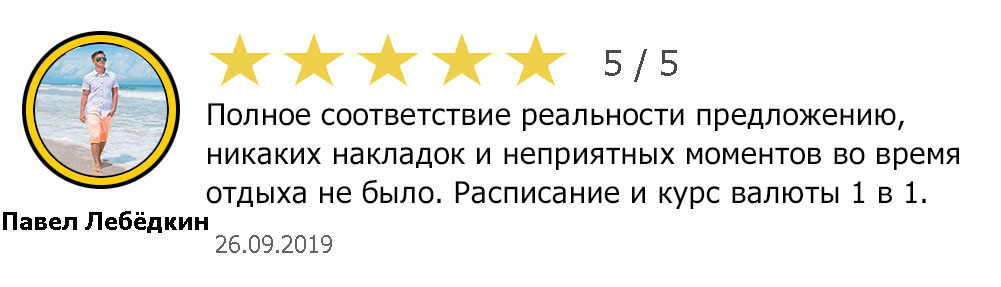 5 / 5
Полное соответствие реальности предложению,
никаких накладок и неприятных моментов во время
отдыха не было. Расписание и курс валюты 1 в 1.
Павел Лебёдкин
26.09.2019